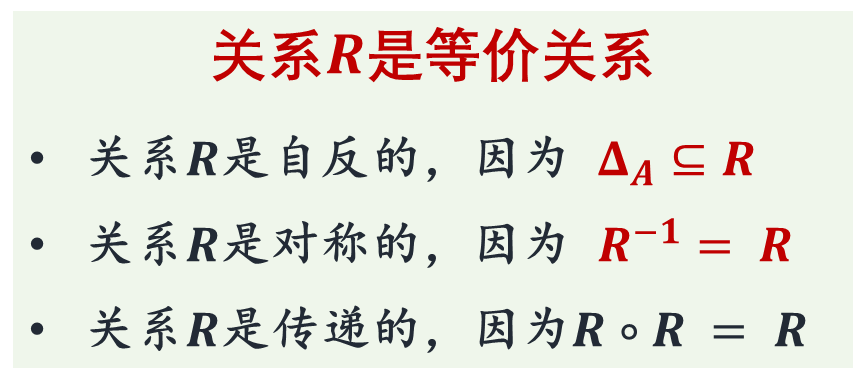 关系R是等价关系
• 关系R是自反的，因为 Δ_A ⊆ R
• 关系R是对称的，因为 R⁻¹ = R
• 关系R是传递的，因为R ∘ R = R